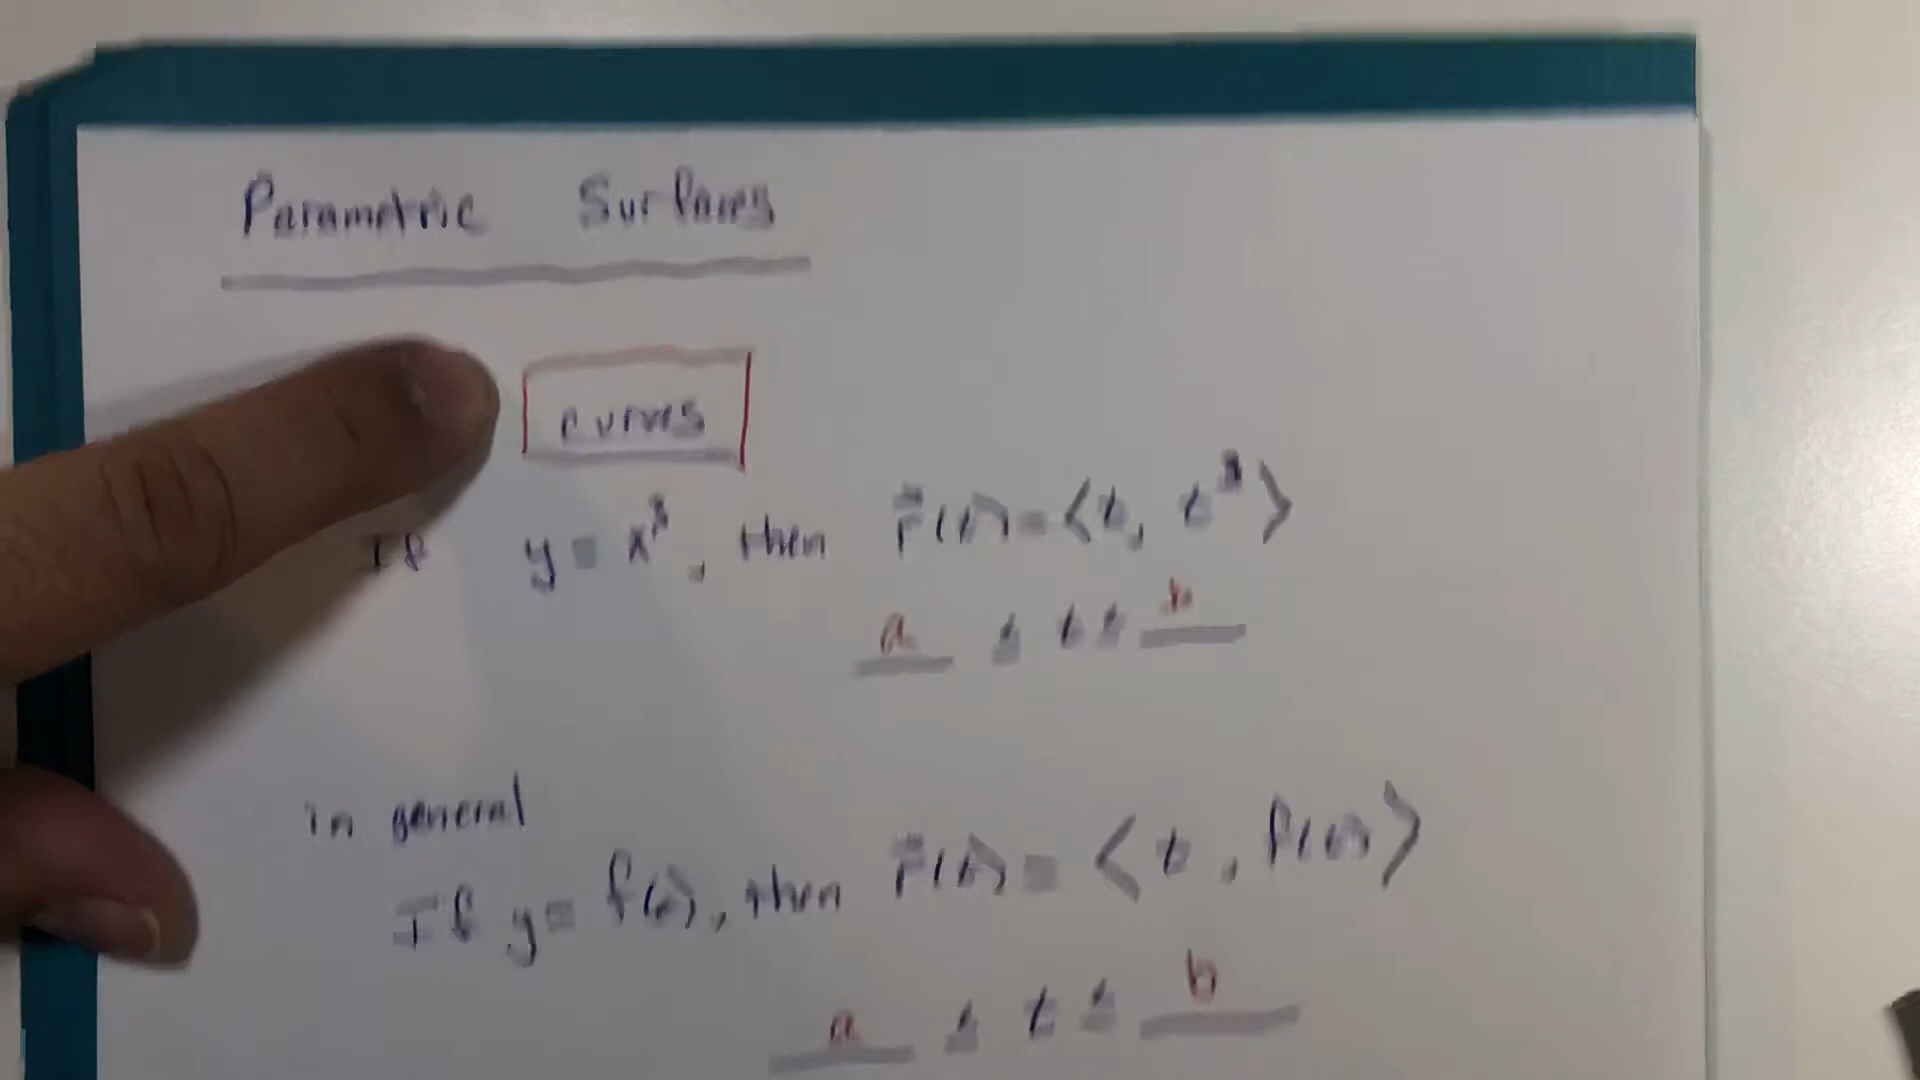 Parametric Surfaces
curves
If y = x³, then r⃗(t) = ⟨t, t³⟩
a ≤ t ≤ b
in general
If y = f(x), then r⃗(t) = ⟨t, f(t)⟩
a ≤ t ≤ b